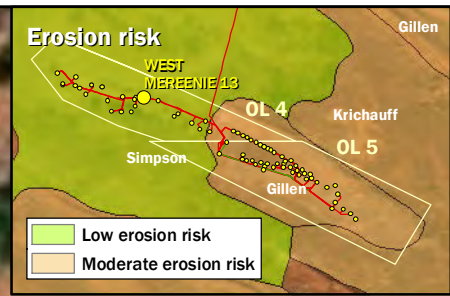 Gillen
Erosion risk
WEST
MEREENIE 13
OL 4
Krichauff
OL 5
Simpson
Gillen
Low erosion risk
Moderate erosion risk